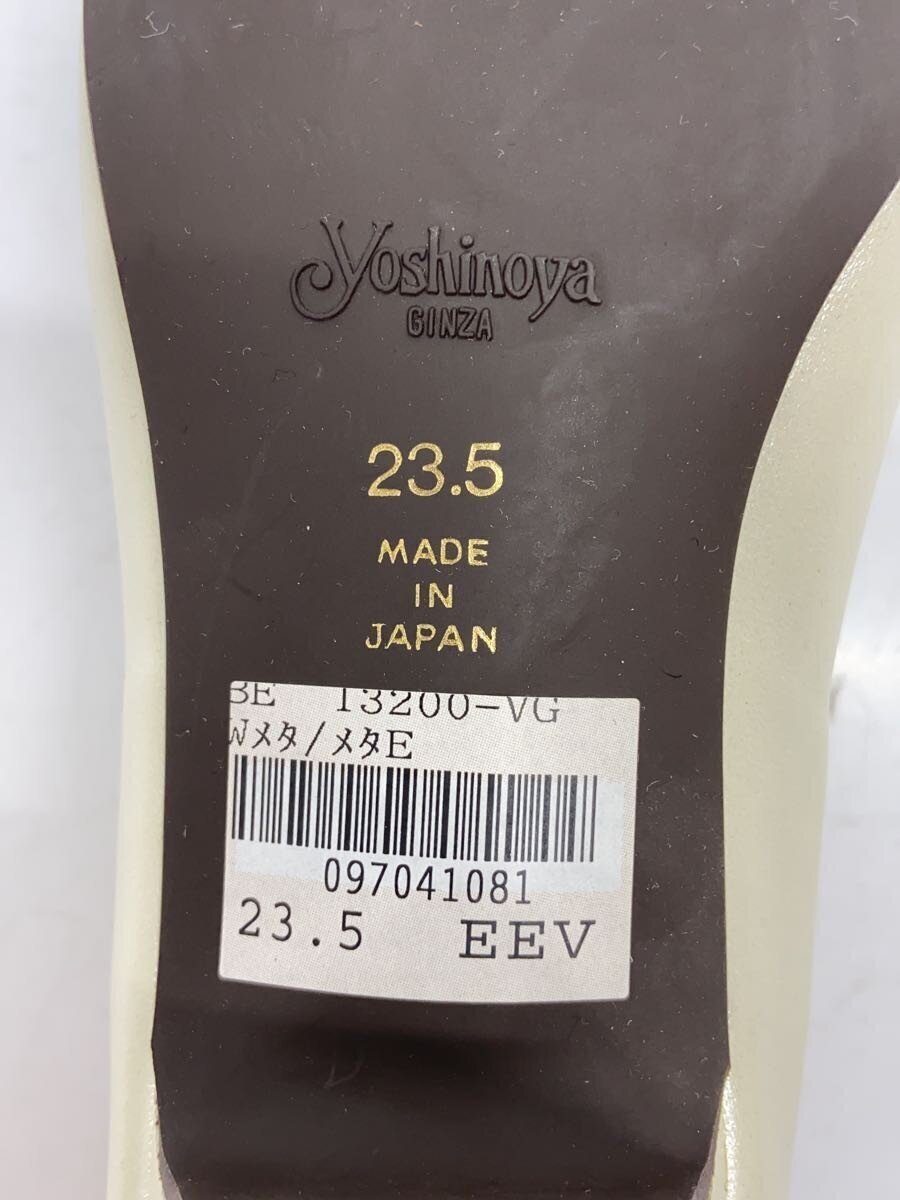 Yoshinoya
GINZA
23.5
MADE
IN
JAPAN
BE 13200-VG
Wメタ/メタE
097041081
23.5 EEV